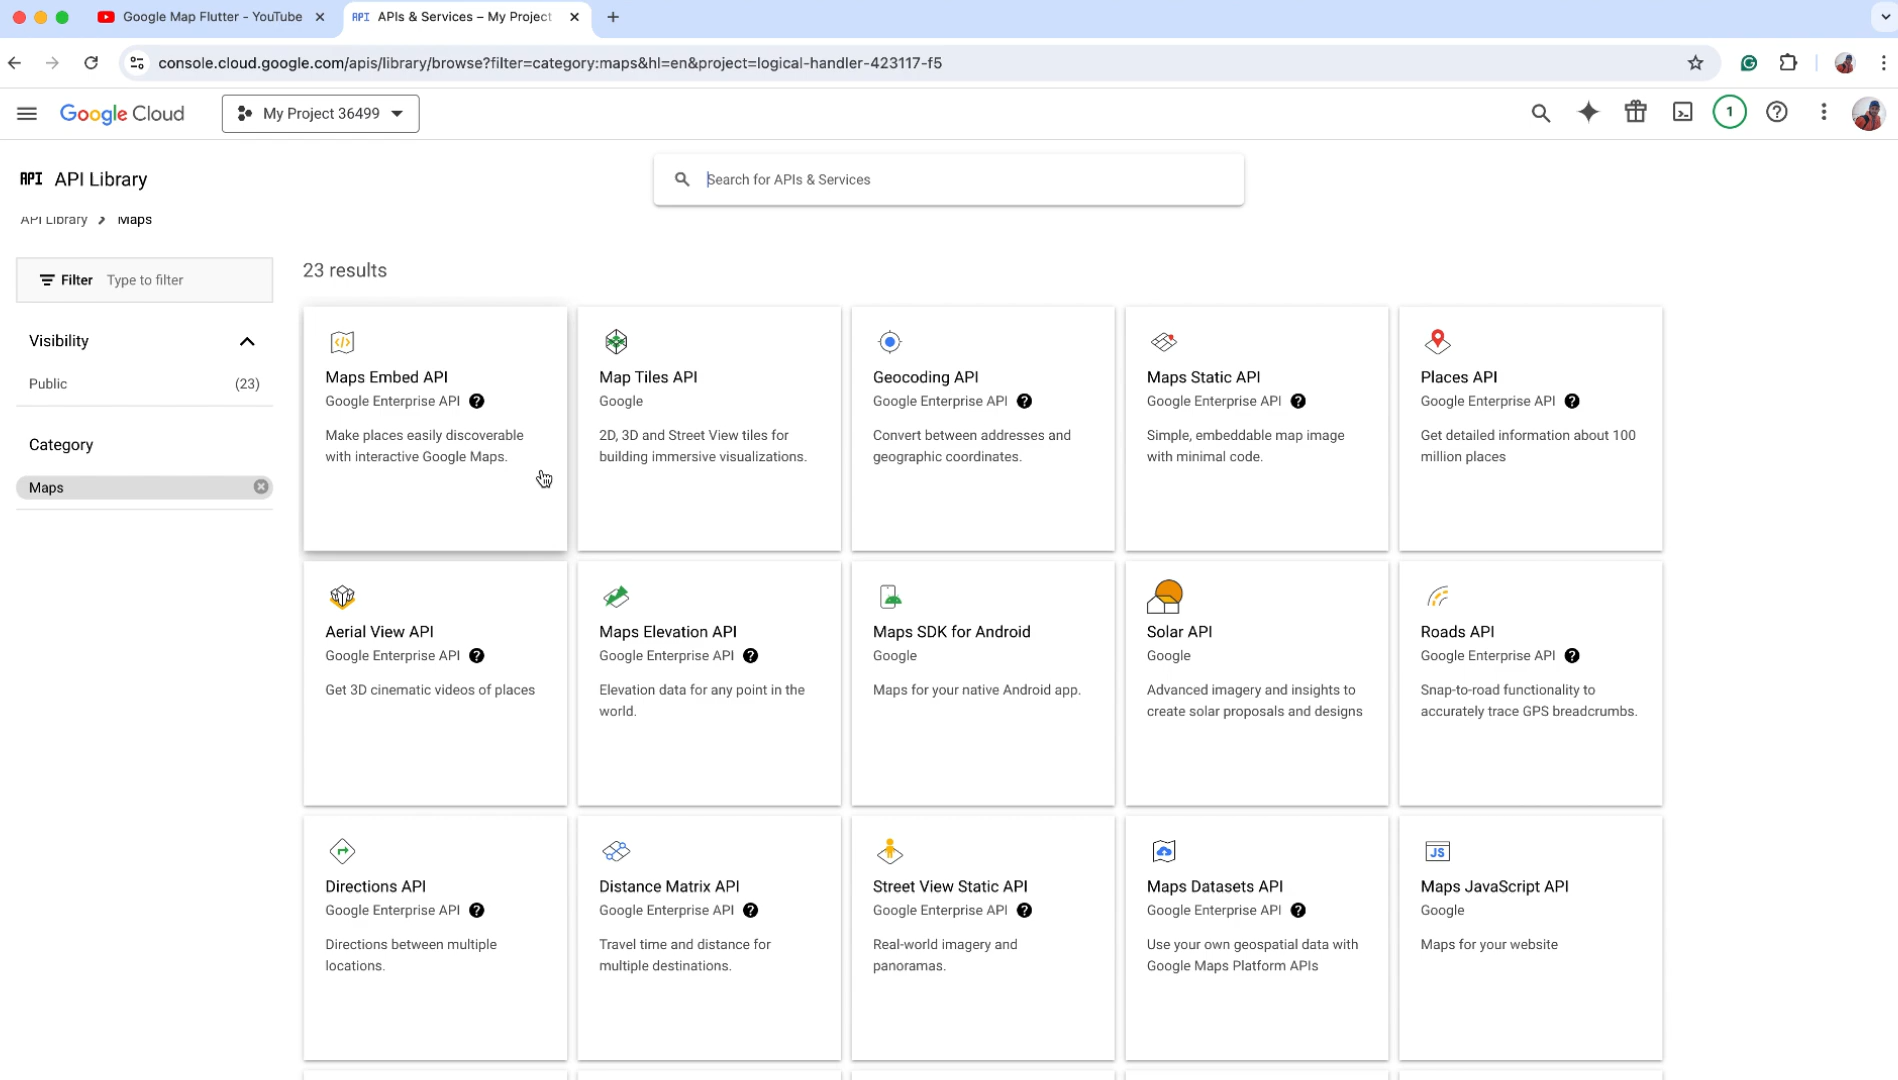 Google Map Flutter - YouTube
API APIs & Services – My Project
console.cloud.google.com/apis/library/browse?filter=category:maps&hl=en&project=logical-handler-423117-f5
Google Cloud
My Project 36499
1
API API Library
Search for APIs & Services
API Library > Maps
Filter Type to filter
23 results
Visibility
Public (23)
Category
Maps
Maps Embed API
Google Enterprise API
Make places easily discoverable
with interactive Google Maps.
Map Tiles API
Google
2D, 3D and Street View tiles for
building immersive visualizations.
Geocoding API
Google Enterprise API
Convert between addresses and
geographic coordinates.
Maps Static API
Google Enterprise API
Simple, embeddable map image
with minimal code.
Places API
Google Enterprise API
Get detailed information about 100
million places
Aerial View API
Google Enterprise API
Get 3D cinematic videos of places
Maps Elevation API
Google Enterprise API
Elevation data for any point in the
world.
Maps SDK for Android
Google
Maps for your native Android app.
Solar API
Google
Advanced imagery and insights to
create solar proposals and designs
Roads API
Google Enterprise API
Snap-to-road functionality to
accurately trace GPS breadcrumbs.
Directions API
Google Enterprise API
Directions between multiple
locations.
Distance Matrix API
Google Enterprise API
Travel time and distance for
multiple destinations.
Street View Static API
Google Enterprise API
Real-world imagery and
panoramas.
Maps Datasets API
Google Enterprise API
Use your own geospatial data with
Google Maps Platform APIs
JS
Maps JavaScript API
Google
Maps for your website